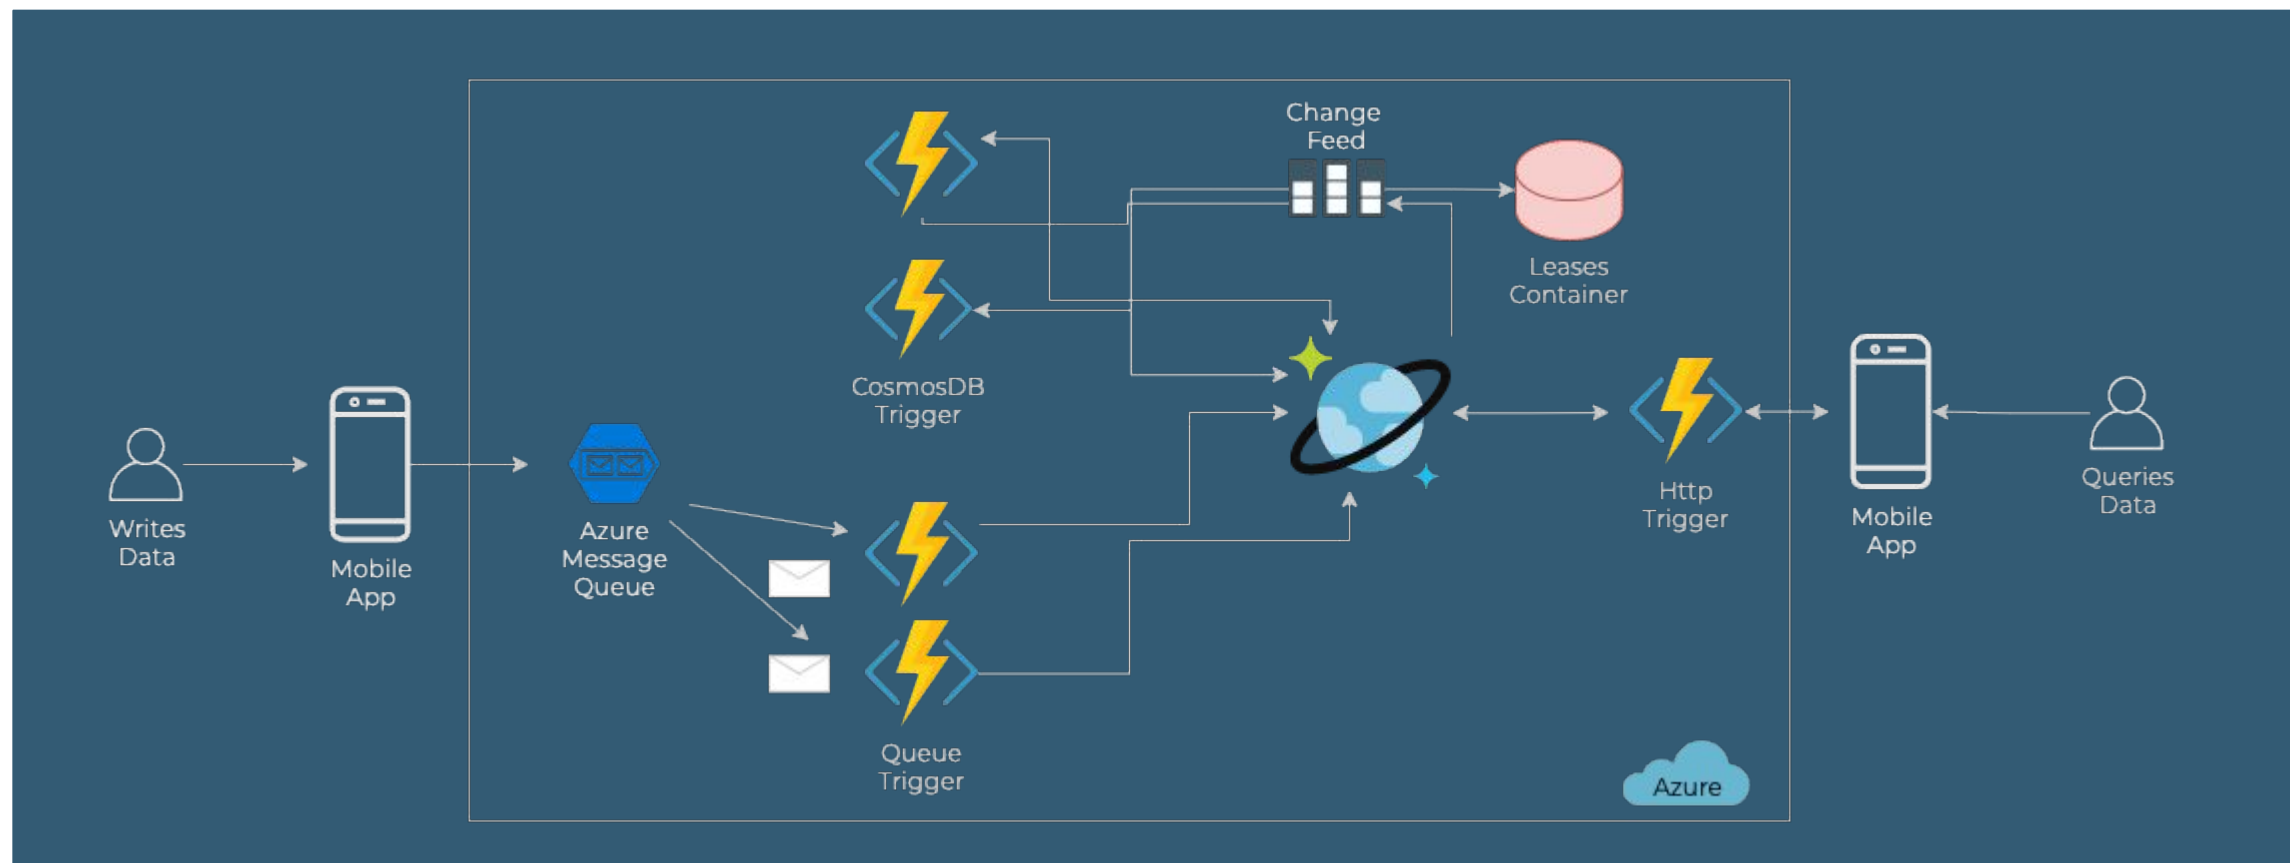 Change
Feed
Leases
Container
CosmosDB
Trigger
Writes
Data
Mobile
App
Azure
Message
Queue
Queue
Trigger
Http
Trigger
Mobile
App
Queries
Data
Azure